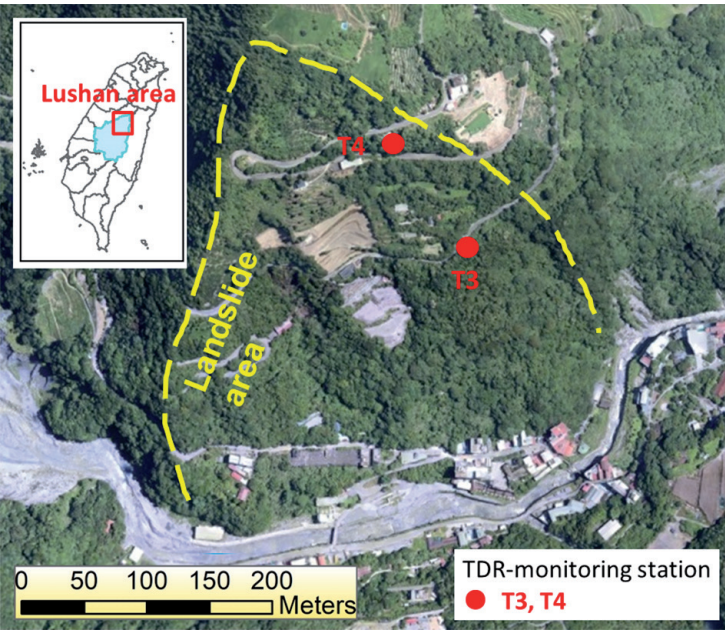 Lushan area
T4
T3
Landslide
area
0 50 100 150 200
Meters
TDR-monitoring station
T3, T4